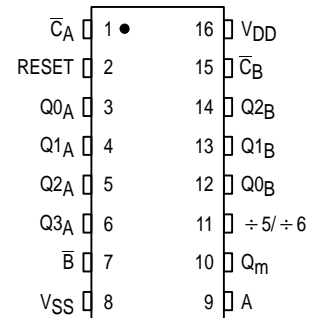 C̅A 1 16 VDD
RESET 2 15 C̅B
Q0A 3 14 Q2B
Q1A 4 13 Q1B
Q2A 5 12 Q0B
Q3A 6 11 ÷5/÷6
B̅ 7 10 Qm
VSS 8 9 A